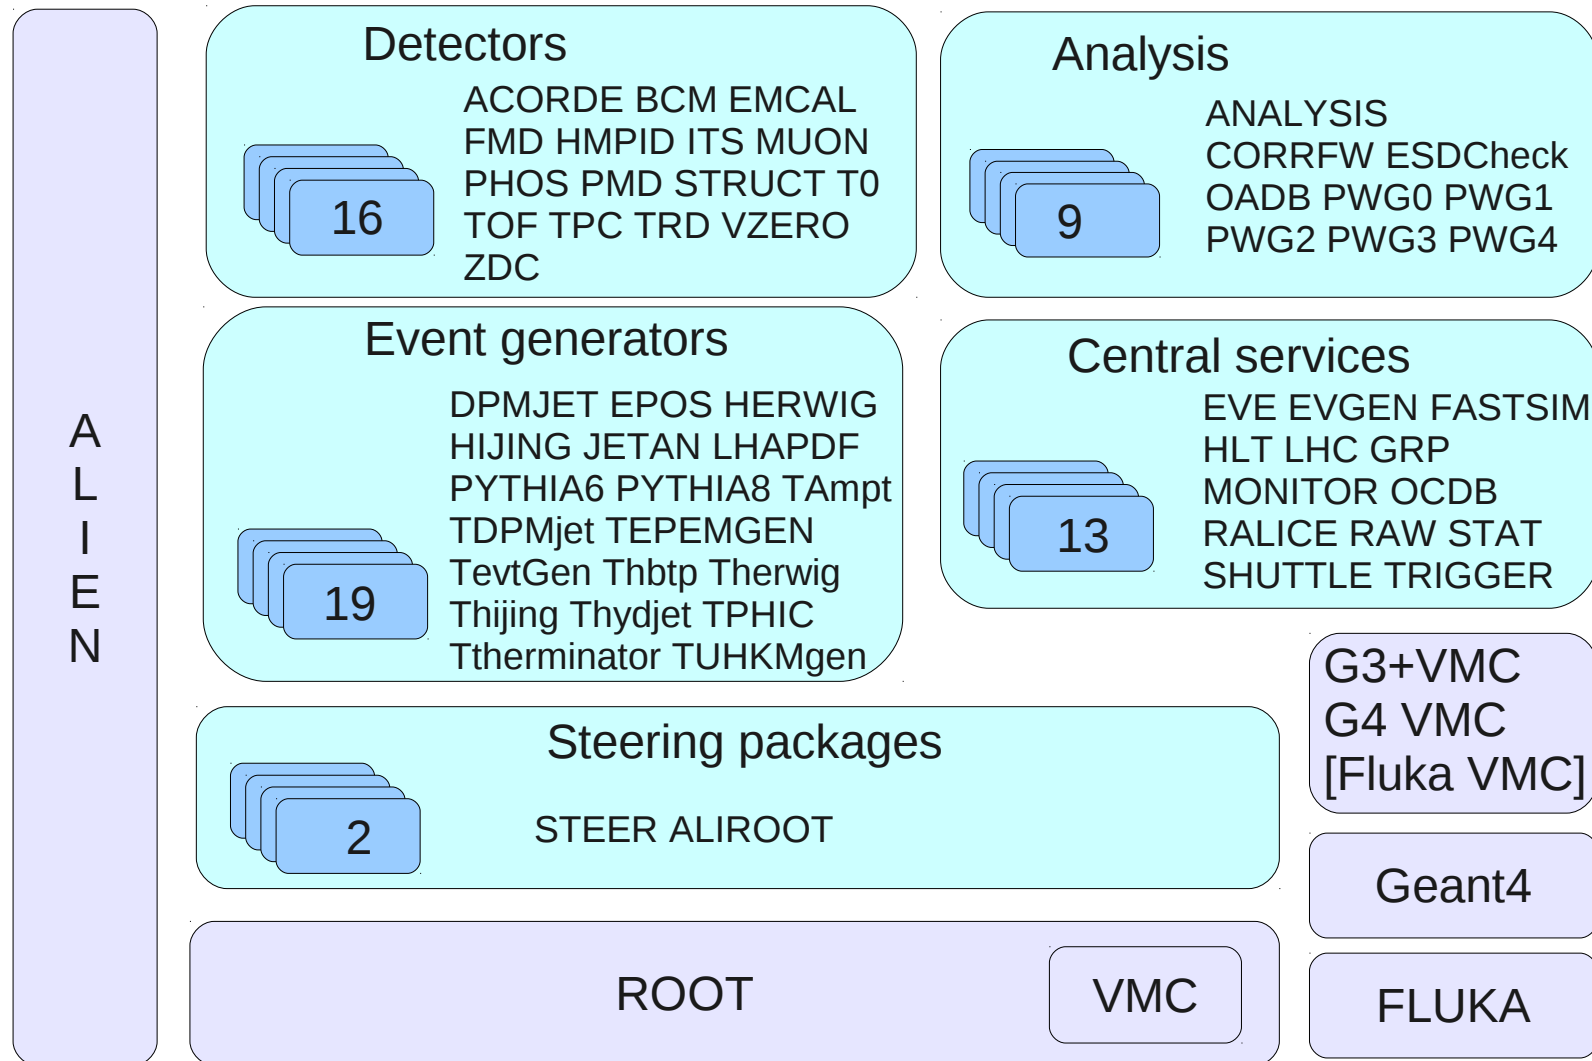 A
L
I
E
N
Detectors
16
ACORDE BCM EMCAL
FMD HMPID ITS MUON
PHOS PMD STRUCT T0
TOF TPC TRD VZERO
ZDC
Analysis
9
ANALYSIS
CORRFW ESDCheck
OADB PWG0 PWG1
PWG2 PWG3 PWG4
Event generators
19
DPMJET EPOS HERWIG
HIJING JETAN LHAPDF
PYTHIA6 PYTHIA8 TAmpt
TDPMjet TEPEMGEN
TevtGen Thbtp Therwig
Thijing Thydjet TPHIC
Ttherminator TUHKMgen
Central services
13
EVE EVGEN FASTSIM
HLT LHC GRP
MONITOR OCDB
RALICE RAW STAT
SHUTTLE TRIGGER
Steering packages
2
STEER ALIROOT
G3+VMC
G4 VMC
[Fluka VMC]
Geant4
ROOT
VMC
FLUKA